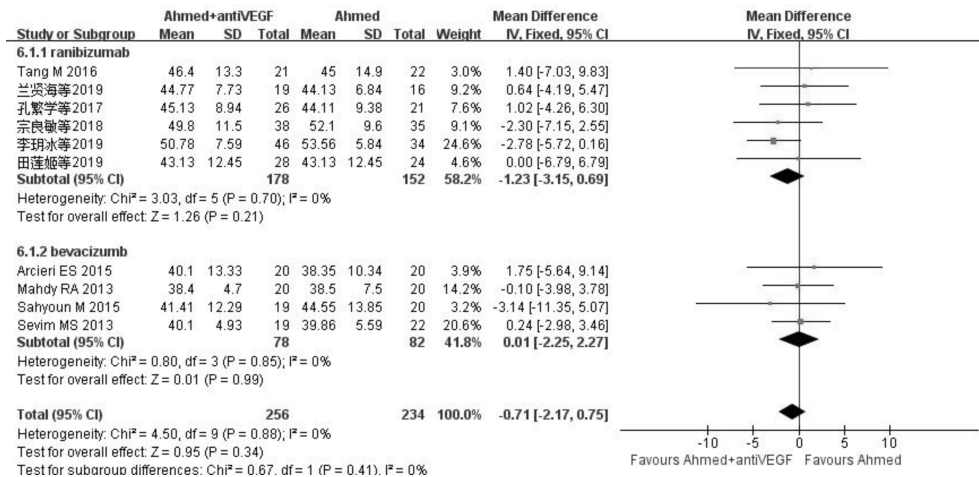 Ahmed+antiVEGF Ahmed Mean Difference Mean Difference
Study or Subgroup Mean SD Total Mean SD Total Weight IV, Fixed, 95% CI IV, Fixed, 95% CI
6.1.1 ranibizumab
Tang M 2016 46.4 13.3 21 45 14.9 22 3.0% 1.40 [-7.03, 9.83]
兰贤海等2019 44.77 7.73 19 44.13 6.84 16 9.2% 0.64 [-4.19, 5.47]
孔繁学等2017 45.13 8.94 26 44.11 9.38 21 7.6% 1.02 [-4.26, 6.30]
宗良敏等2018 49.8 11.5 38 52.1 9.6 35 9.1% -2.30 [-7.15, 2.55]
李玥冰等2019 50.78 7.59 46 53.56 5.84 34 24.6% -2.78 [-5.72, 0.16]
田莲姬等2019 43.13 12.45 28 43.13 12.45 24 4.6% 0.00 [-6.79, 6.79]
Subtotal (95% CI) 178 152 58.2% -1.23 [-3.15, 0.69]
Heterogeneity: Chi² = 3.03, df = 5 (P = 0.70); I² = 0%
Test for overall effect: Z = 1.26 (P = 0.21)
6.1.2 bevacizumb
Arcieri ES 2015 40.1 13.33 20 38.35 10.34 20 3.9% 1.75 [-5.64, 9.14]
Mahdy RA 2013 38.4 4.7 20 38.5 7.5 20 14.2% -0.10 [-3.98, 3.78]
Sahyoun M 2015 41.41 12.29 19 44.55 13.85 20 3.2% -3.14 [-11.35, 5.07]
Sevim MS 2013 40.1 4.93 19 39.86 5.59 22 20.6% 0.24 [-2.98, 3.46]
Subtotal (95% CI) 78 82 41.8% 0.01 [-2.25, 2.27]
Heterogeneity: Chi² = 0.80, df = 3 (P = 0.85); I² = 0%
Test for overall effect: Z = 0.01 (P = 0.99)
Total (95% CI) 256 234 100.0% -0.71 [-2.17, 0.75]
Heterogeneity: Chi² = 4.50, df = 9 (P = 0.88); I² = 0%
Test for overall effect: Z = 0.95 (P = 0.34)
Test for subgroup differences: Chi² = 0.67, df = 1 (P = 0.41), I² = 0%
-10 -5 0 5 10
Favours Ahmed+antiVEGF Favours Ahmed